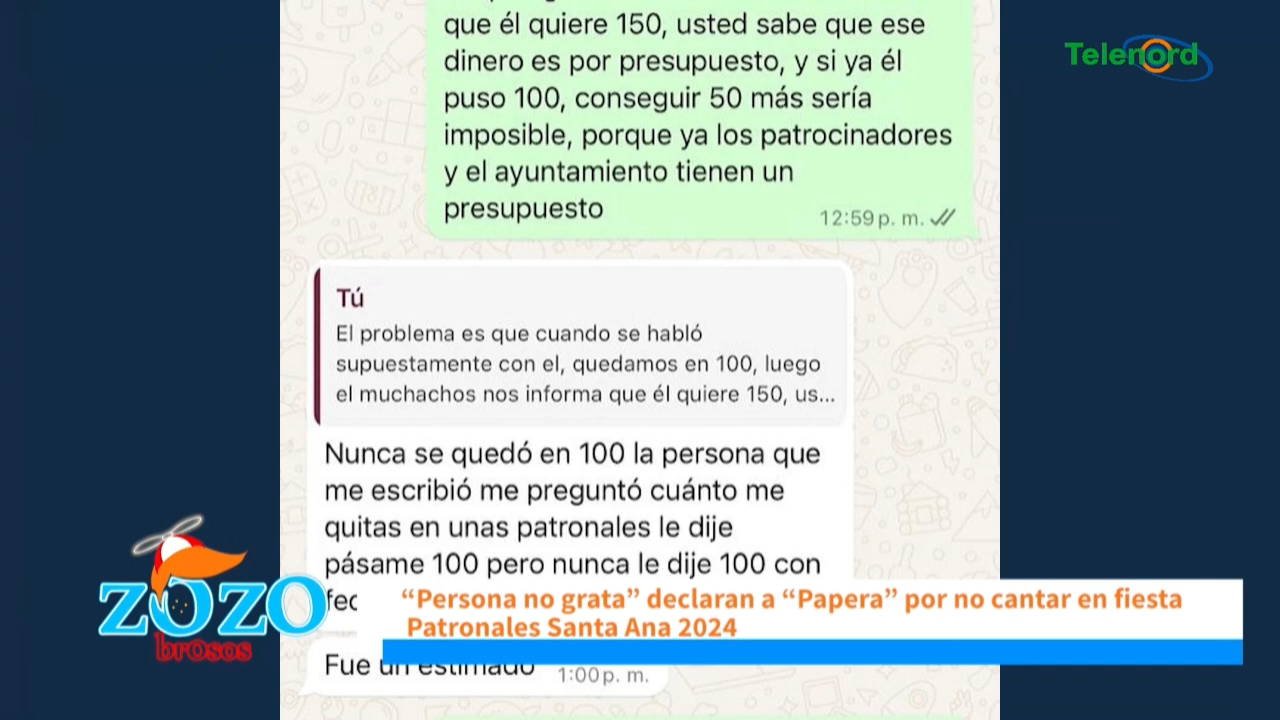 que él quiere 150, usted sabe que ese
dinero es por presupuesto, y si ya él
puso 100, conseguir 50 más sería
imposible, porque ya los patrocinadores
y el ayuntamiento tienen un
presupuesto
12:59 p. m.
Telenord
Tú
El problema es que cuando se habló
supuestamente con el, quedamos en 100, luego
el muchachos nos informa que él quiere 150, us...
Nunca se quedó en 100 la persona que
me escribió me preguntó cuánto me
quitas en unas patronales le dije
pásame 100 pero nunca le dije 100 con
Fue un estimado
1:00 p. m.
ZOZO
brosos
“Persona no grata” declaran a “Papera” por no cantar en fiesta
Patronales Santa Ana 2024